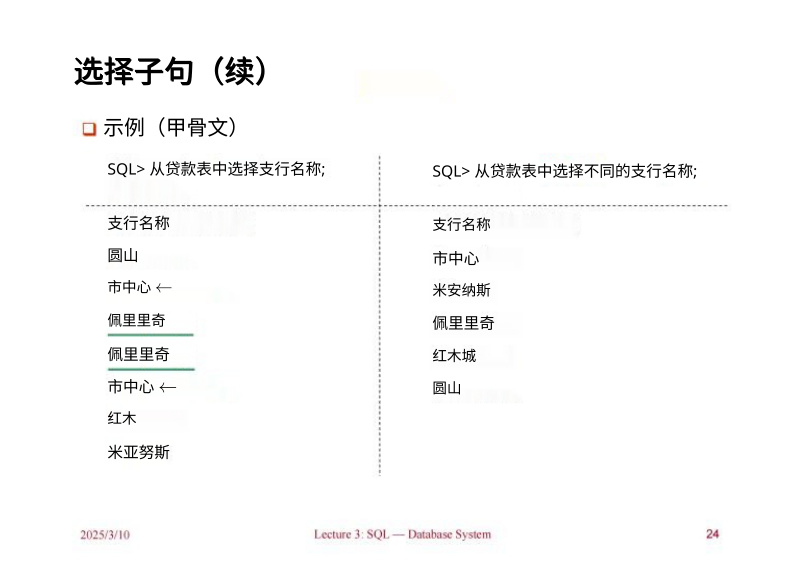 选择子句（续）
示例（甲骨文）
SQL> 从贷款表中选择支行名称;
支行名称
圆山
市中心 ←
佩里里奇
佩里里奇
市中心 ←
红木
米亚努斯
SQL> 从贷款表中选择不同的支行名称;
支行名称
市中心
米安纳斯
佩里里奇
红木城
圆山
2025/3/10
Lecture 3: SQL — Database System
24